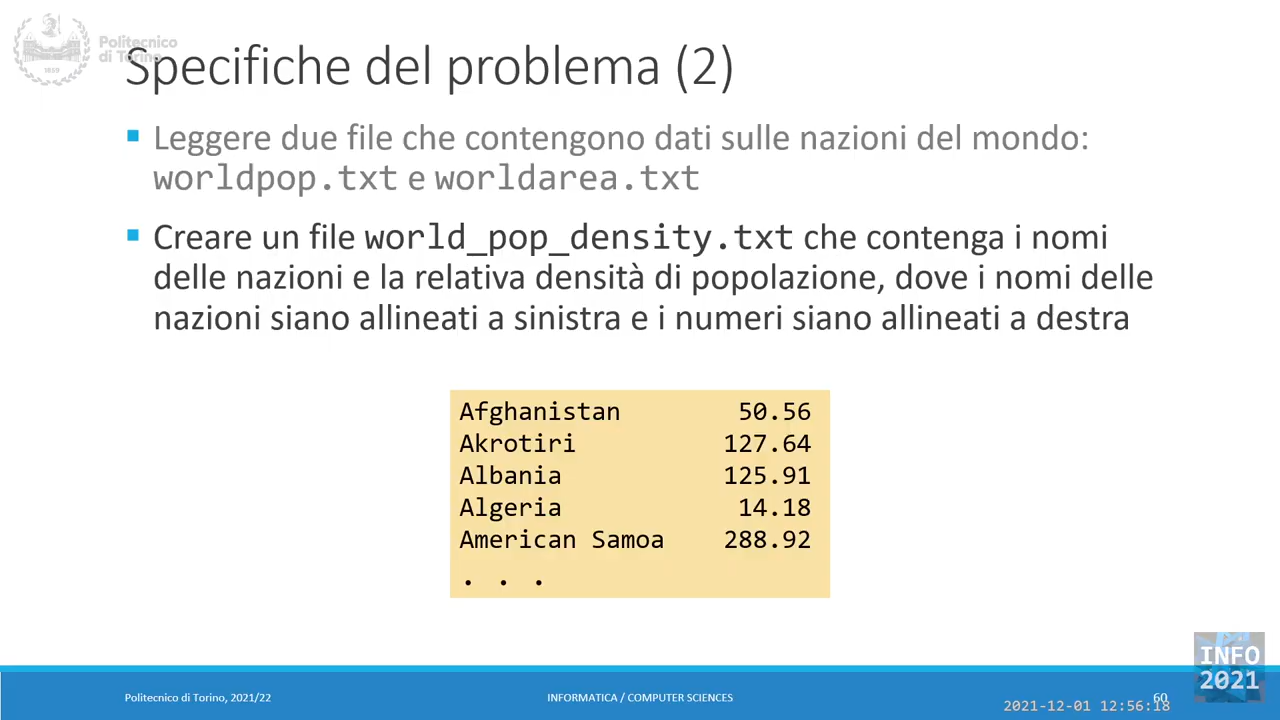 Politecnico
di Torino
1859
Specifiche del problema (2)
Leggere due file che contengono dati sulle nazioni del mondo:
worldpop.txt e worldarea.txt
Creare un file world_pop_density.txt che contenga i nomi
delle nazioni e la relativa densità di popolazione, dove i nomi delle
nazioni siano allineati a sinistra e i numeri siano allineati a destra
Afghanistan 50.56
Akrotiri 127.64
Albania 125.91
Algeria 14.18
American Samoa 288.92
. . .
INFO
2021
Politecnico di Torino, 2021/22
INFORMATICA / COMPUTER SCIENCES
60
2021-12-01 12:56:18